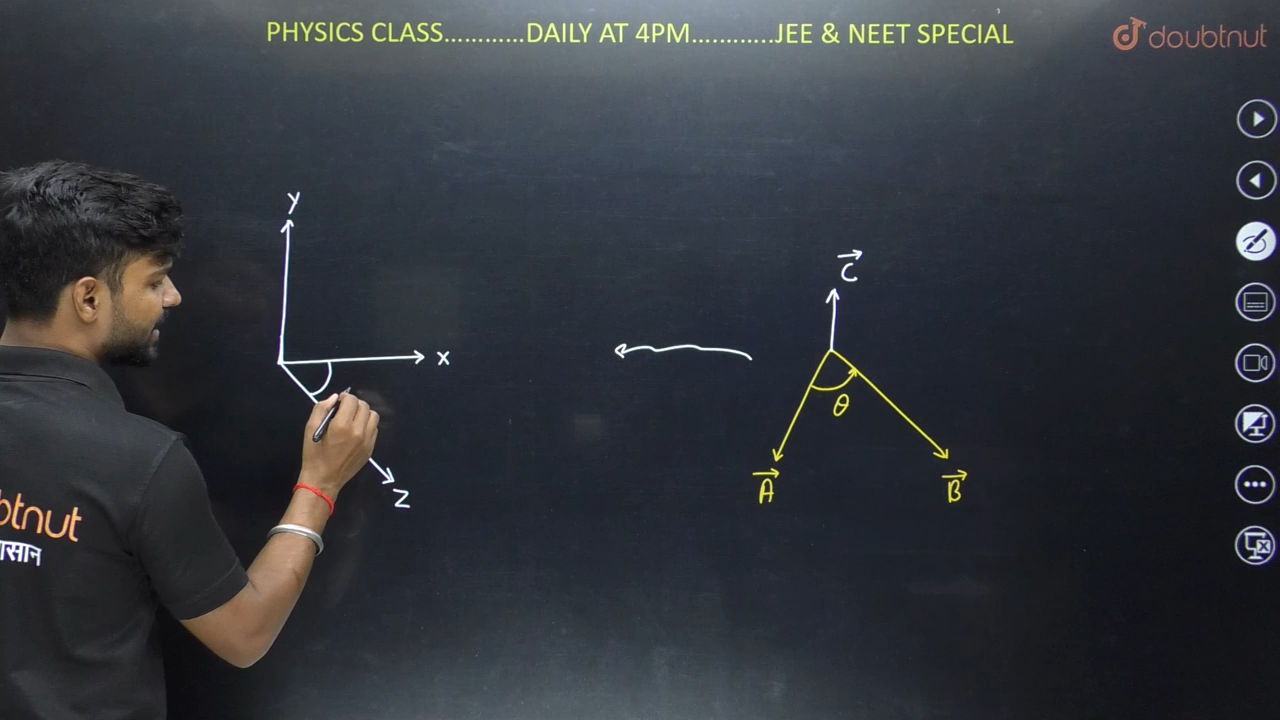 PHYSICS CLASS............DAILY AT 4PM............JEE & NEET SPECIAL
doubtnut
Y
X
Z
C
θ
A
B
btnut